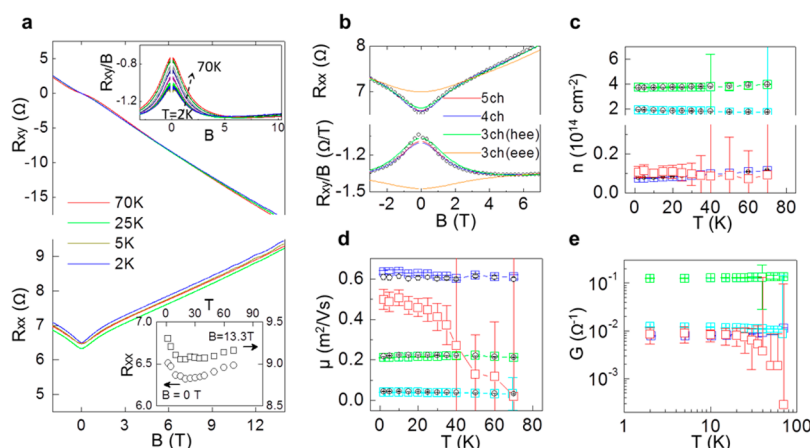 a
Rxy (Ω)
5
0
-5
-10
-15
Rxy/B
-0.8
-1.2
70K
T=2K
0
5
10
B
70K
25K
5K
2K
Rxx (Ω)
9
8
7
6
5
T
0
30
60
90
Rxx
7.0
6.5
6.0
9.5
9.0
8.5
B=13.3T
B = 0 T
0
3
6
9
12
B (T)
b
Rxx (Ω)
8
7
Rxy/B (Ω/T)
-1.2
-1.5
5ch
4ch
3ch(hee)
3ch(eee)
-2
0
2
4
6
B (T)
c
n (10¹⁴ cm⁻²)
6
4
2
0.2
0.1
0.0
0
20
40
60
80
T (K)
d
μ (m²/Vs)
0.6
0.4
0.2
0.0
0
20
40
60
80
T (K)
e
G (Ω⁻¹)
10⁻¹
10⁻²
10⁻³
1
10
100
T (K)